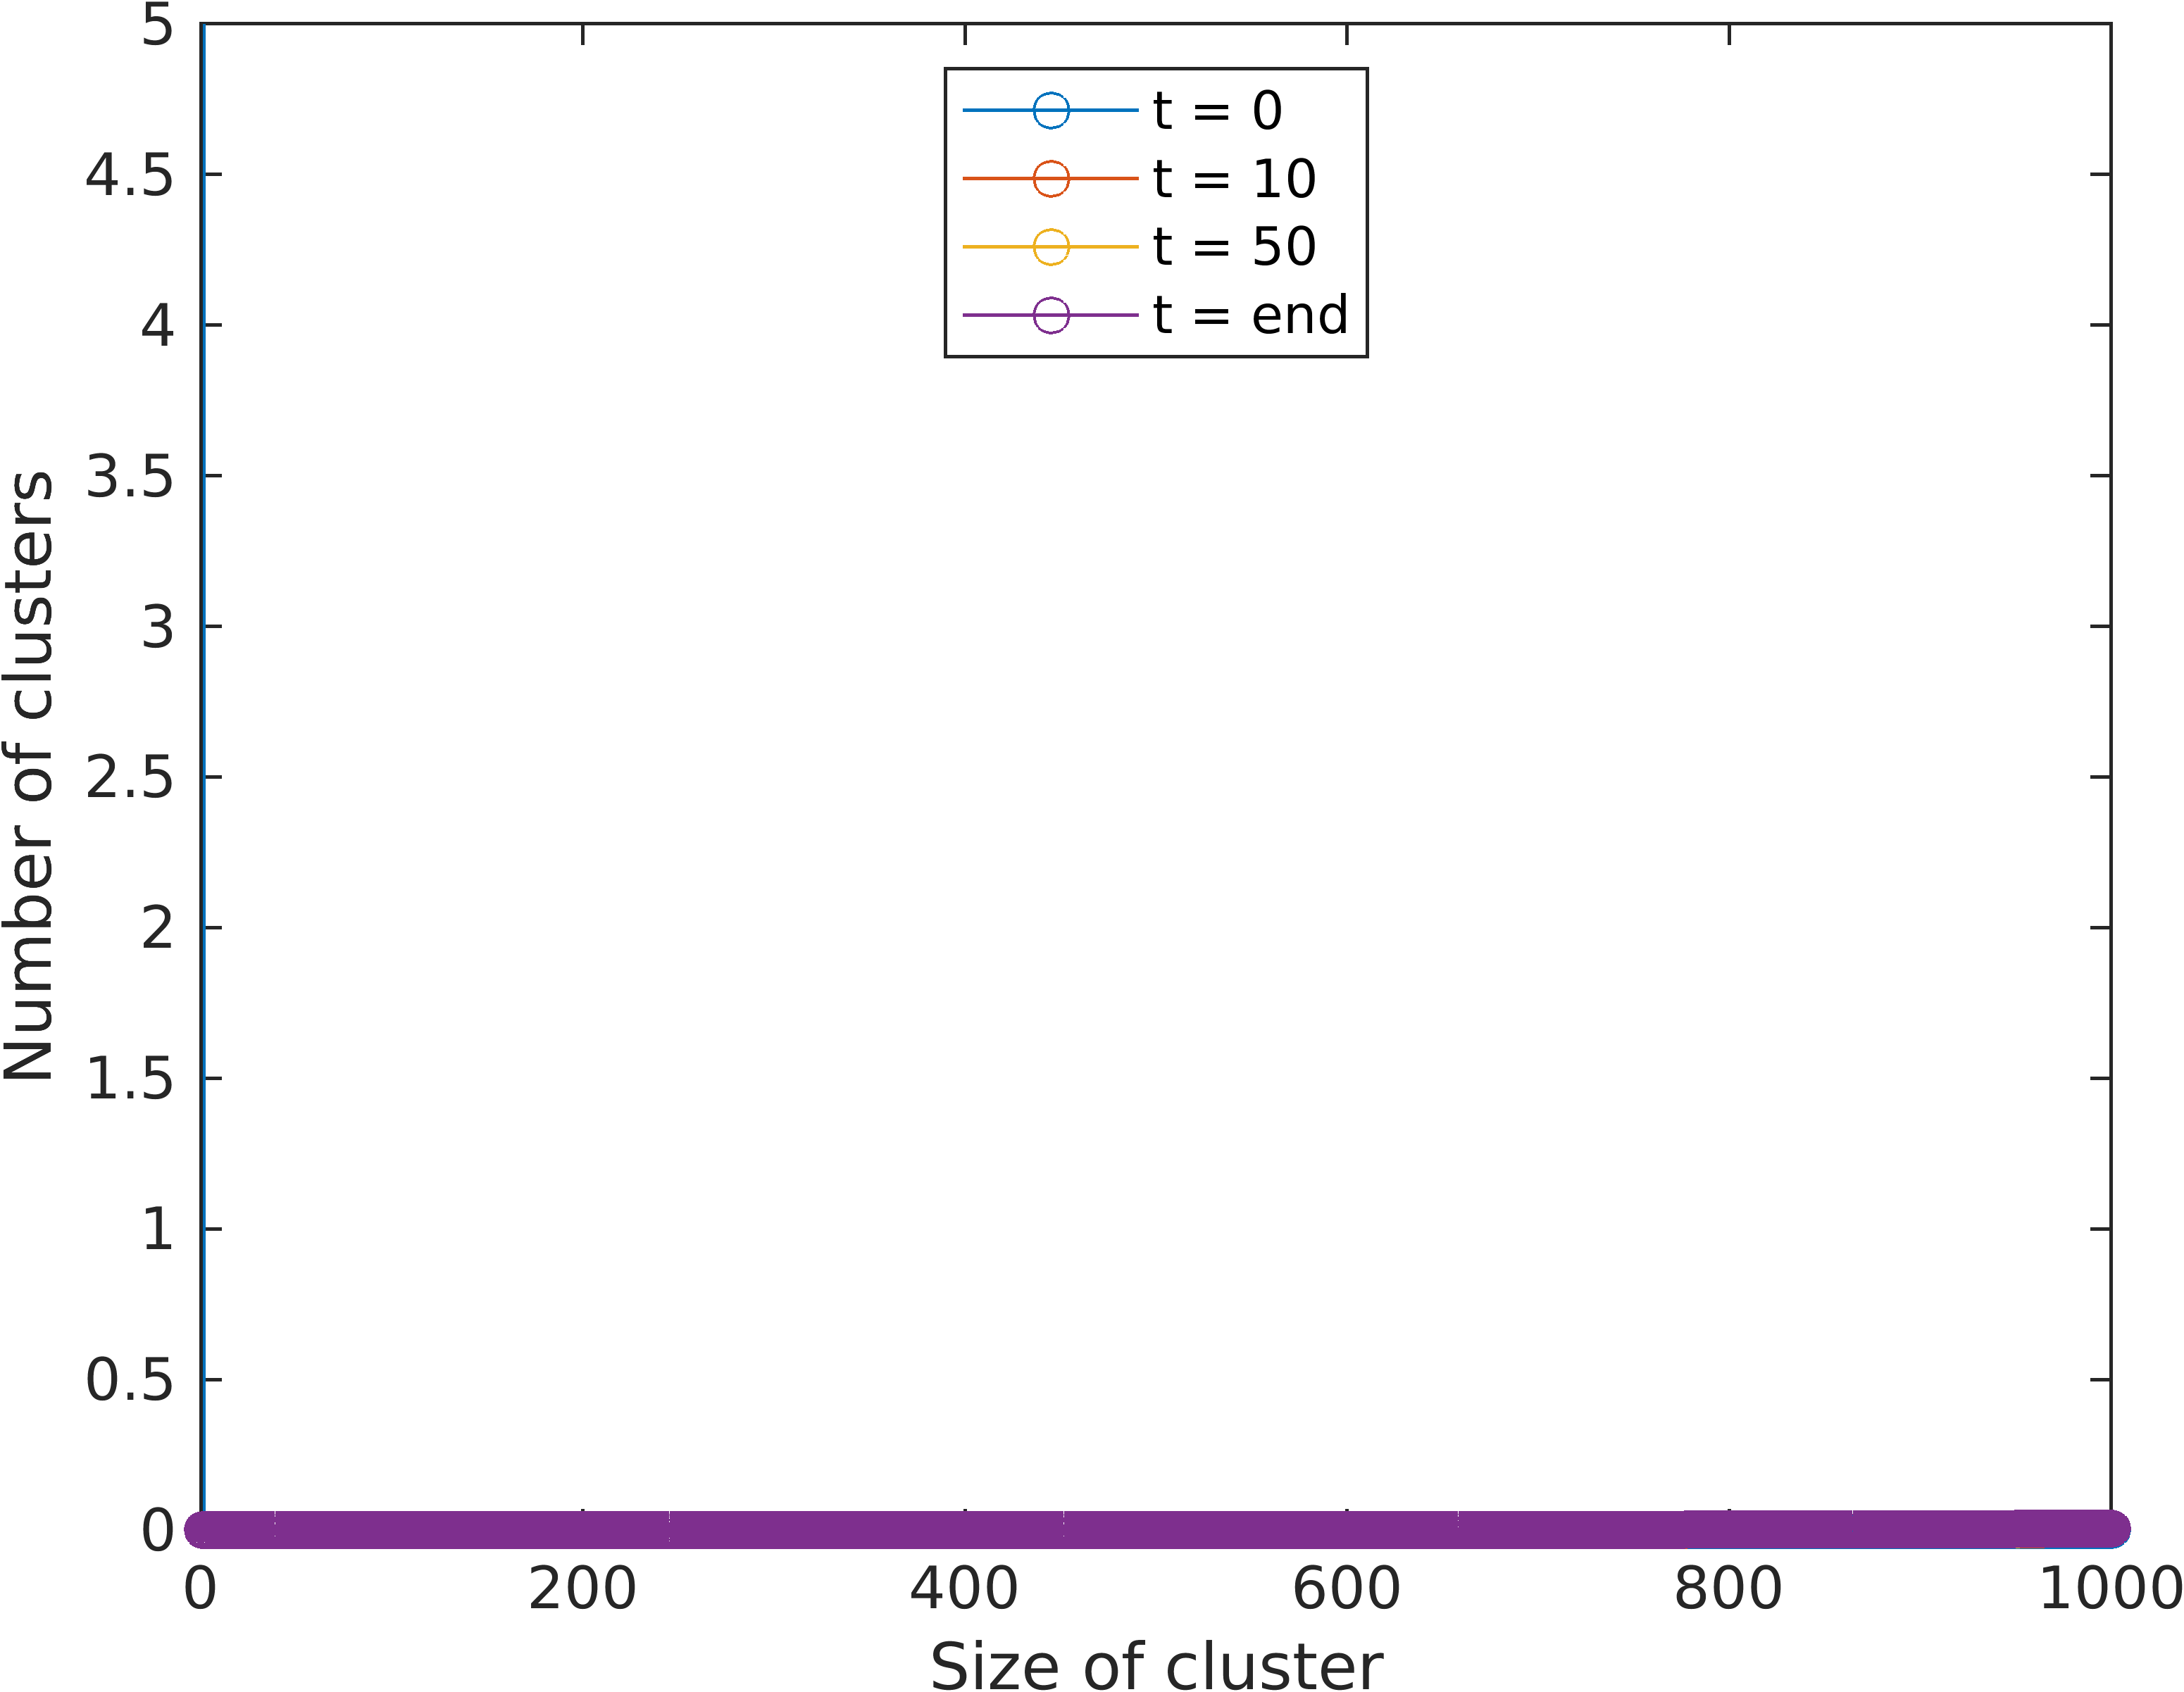 5
4.5
4
3.5
3
2.5
2
1.5
1
0.5
0
Number of clusters
t = 0
t = 10
t = 50
t = end
0 200 400 600 800 1000
Size of cluster